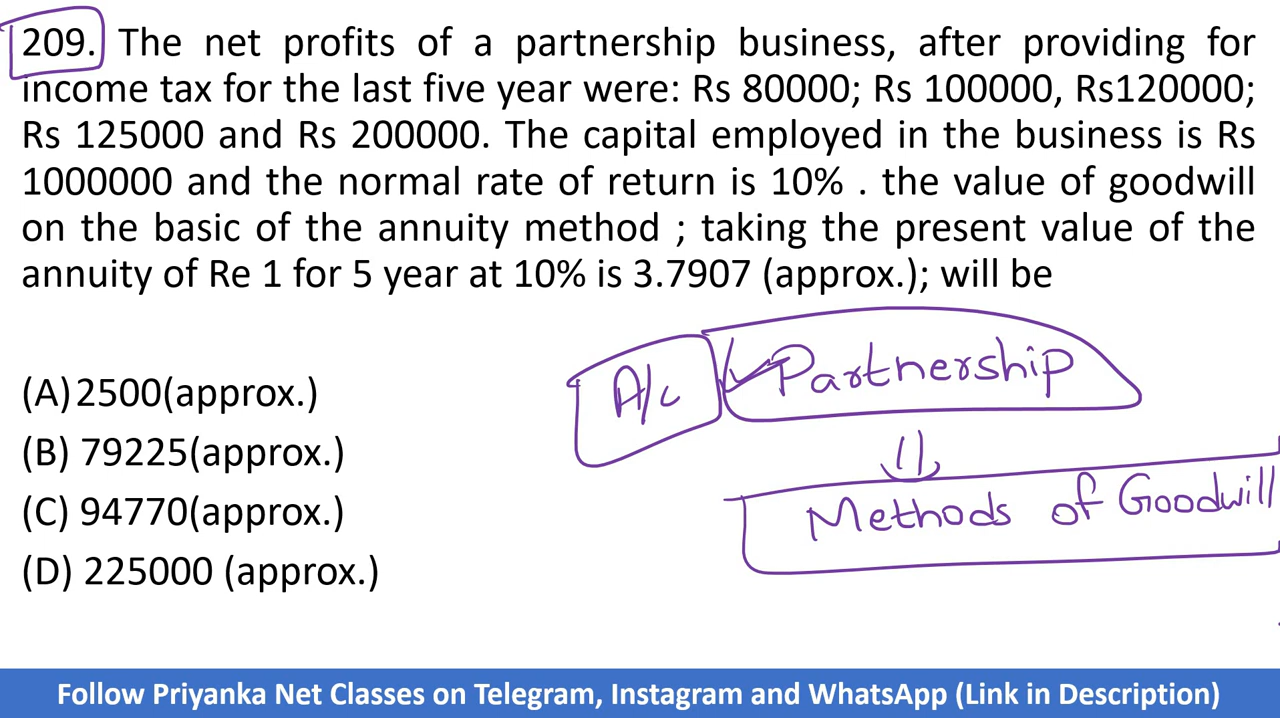 209. The net profits of a partnership business, after providing for
income tax for the last five year were: Rs 80000; Rs 100000, Rs120000;
Rs 125000 and Rs 200000. The capital employed in the business is Rs
1000000 and the normal rate of return is 10% . the value of goodwill
on the basic of the annuity method ; taking the present value of the
annuity of Re 1 for 5 year at 10% is 3.7907 (approx.); will be
A/c Partnership
(A) 2500(approx.)
(B) 79225(approx.)
Methods of Goodwill
(C) 94770(approx.)
(D) 225000 (approx.)
Follow Priyanka Net Classes on Telegram, Instagram and WhatsApp (Link in Description)